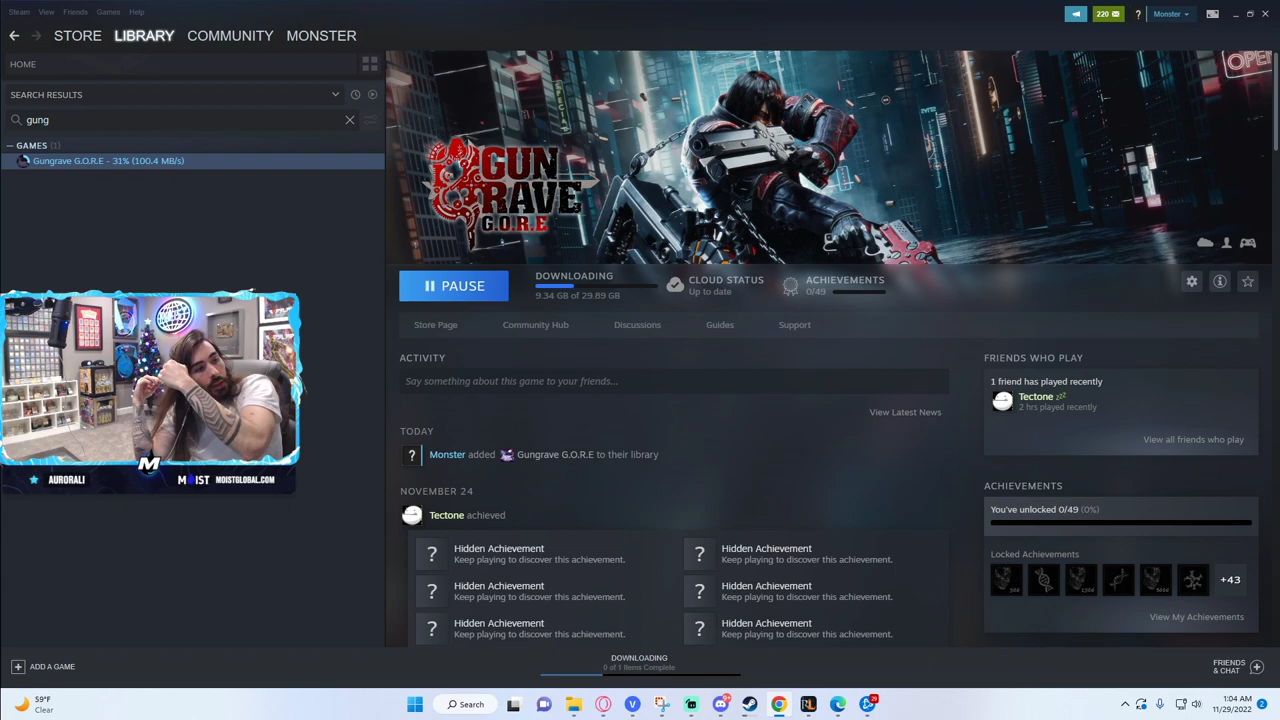 Steam View Friends Games Help
220
?
Monster
STORE LIBRARY COMMUNITY MONSTER
HOME
SEARCH RESULTS
gung
GAMES (1)
Gungrave G.O.R.E - 31% (100.4 MB/s)
SPECIAL
OPEN
GUN
GRAVE
G.O.R.E
PAUSE
DOWNLOADING
9.34 GB of 29.89 GB
CLOUD STATUS
Up to date
ACHIEVEMENTS
0/49
Store Page Community Hub Discussions Guides Support
ACTIVITY
Say something about this game to your friends...
View Latest News
TODAY
? Monster added Gungrave G.O.R.E to their library
NOVEMBER 24
Tectone achieved
? Hidden Achievement
Keep playing to discover this achievement.
? Hidden Achievement
Keep playing to discover this achievement.
? Hidden Achievement
Keep playing to discover this achievement.
? Hidden Achievement
Keep playing to discover this achievement.
? Hidden Achievement
Keep playing to discover this achievement.
? Hidden Achievement
Keep playing to discover this achievement.
FRIENDS WHO PLAY
1 friend has played recently
Tectone zzz
2 hrs played recently
View all friends who play
ACHIEVEMENTS
You've unlocked 0/49 (0%)
Locked Achievements
+43
View My Achievements
M
AURORALI
MOIST MOISTGLOBAL.COM
ADD A GAME
DOWNLOADING
0 of 1 Items Complete
FRIENDS
& CHAT
59°F
Clear
Search
1:04 AM
11/29/2022
2